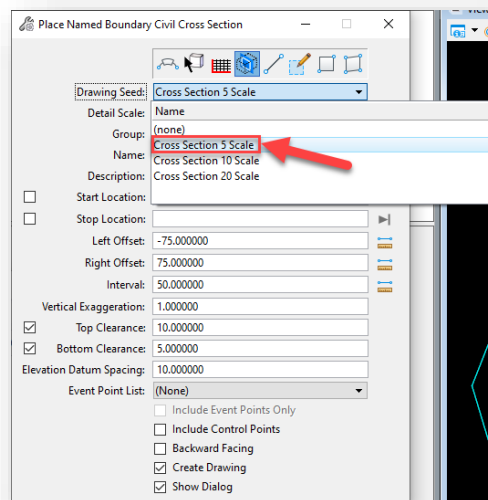 Place Named Boundary Civil Cross Section
Drawing Seed: Cross Section 5 Scale
Detail Scale: Name
Group: (none)
Cross Section 5 Scale
Name: Cross Section 10 Scale
Description: Cross Section 20 Scale
Start Location:
Stop Location:
Left Offset: -75.000000
Right Offset: 75.000000
Interval: 50.000000
Vertical Exaggeration: 1.000000
Top Clearance: 10.000000
Bottom Clearance: 5.000000
Elevation Datum Spacing: 10.000000
Event Point List: (None)
Include Event Points Only
Include Control Points
Backward Facing
Create Drawing
Show Dialog